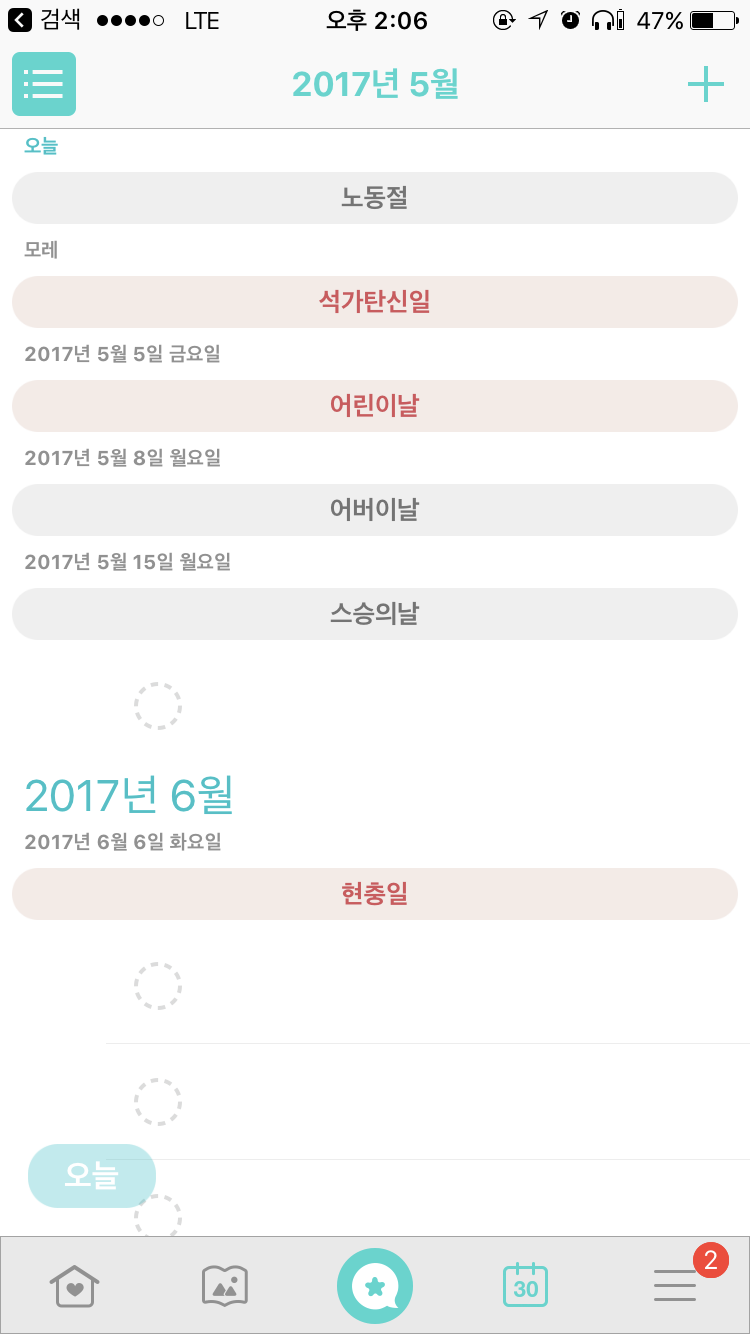 검색 LTE 오후 2:06 47%
2017년 5월
오늘
노동절
모레
석가탄신일
2017년 5월 5일 금요일
어린이날
2017년 5월 8일 월요일
어버이날
2017년 5월 15일 월요일
스승의날
2017년 6월
2017년 6월 6일 화요일
현충일
오늘
30
2